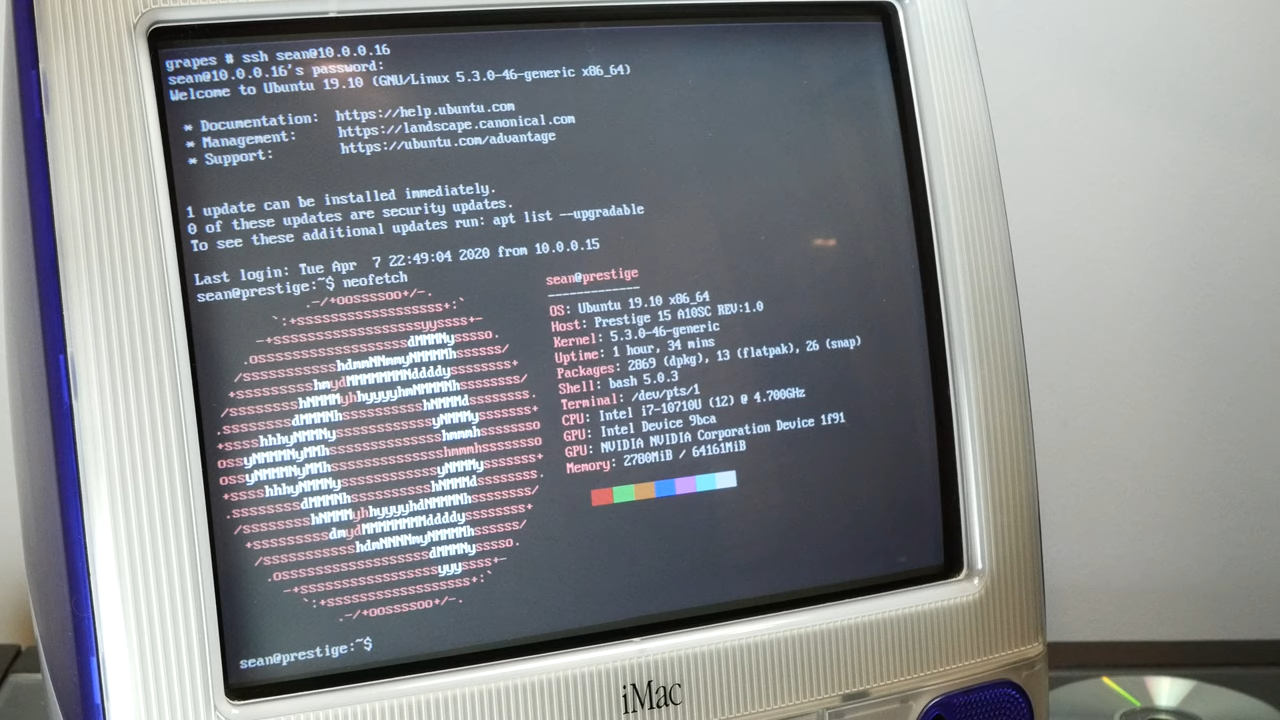 grapes # ssh sean@10.0.0.16
sean@10.0.0.16's password:
Welcome to Ubuntu 19.10 (GNU/Linux 5.3.0-46-generic x86_64)
* Documentation: https://help.ubuntu.com
* Management: https://landscape.canonical.com
* Support: https://ubuntu.com/advantage
1 update can be installed immediately.
0 of these updates are security updates.
To see these additional updates run: apt list --upgradable
Last login: Tue Apr 7 22:49:04 2020 from 10.0.0.15
sean@prestige:~$ neofetch
sean@prestige
--------------
OS: Ubuntu 19.10 x86_64
Host: Prestige 15 A10SC REV:1.0
Kernel: 5.3.0-46-generic
Uptime: 1 hour, 34 mins
Packages: 2869 (dpkg), 13 (flatpak), 26 (snap)
Shell: bash 5.0.3
Terminal: /dev/pts/1
CPU: Intel i7-10710U (12) @ 4.700GHz
GPU: Intel Device 9bca
GPU: NVIDIA NVIDIA Corporation Device 1f91
Memory: 2780MiB / 64161MiB
sean@prestige:~$
iMac